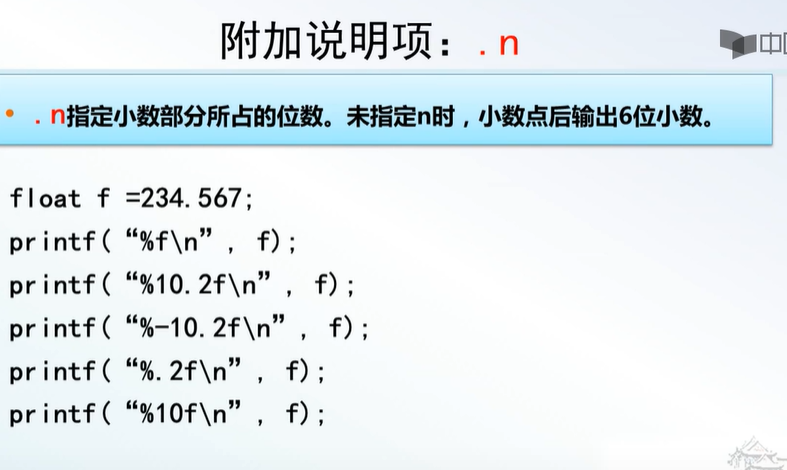 附加说明项：.n
中国
• .n指定小数部分所占的位数。未指定n时，小数点后输出6位小数。
float f =234.567;
printf(“%f\n”, f);
printf(“%10.2f\n”, f);
printf(“%-10.2f\n”, f);
printf(“%.2f\n”, f);
printf(“%10f\n”, f);